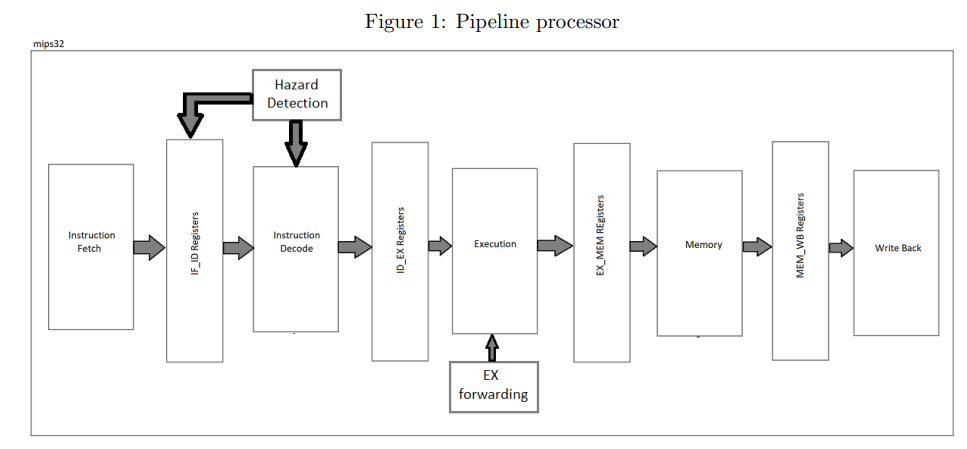 Figure 1: Pipeline processor
mips32
Hazard
Detection
Instruction
Fetch
IF_ID Registers
Instruction
Decode
ID_EX Registers
Execution
EX_MEM REgisters
Memory
MEM_WB Registers
Write Back
EX
forwarding